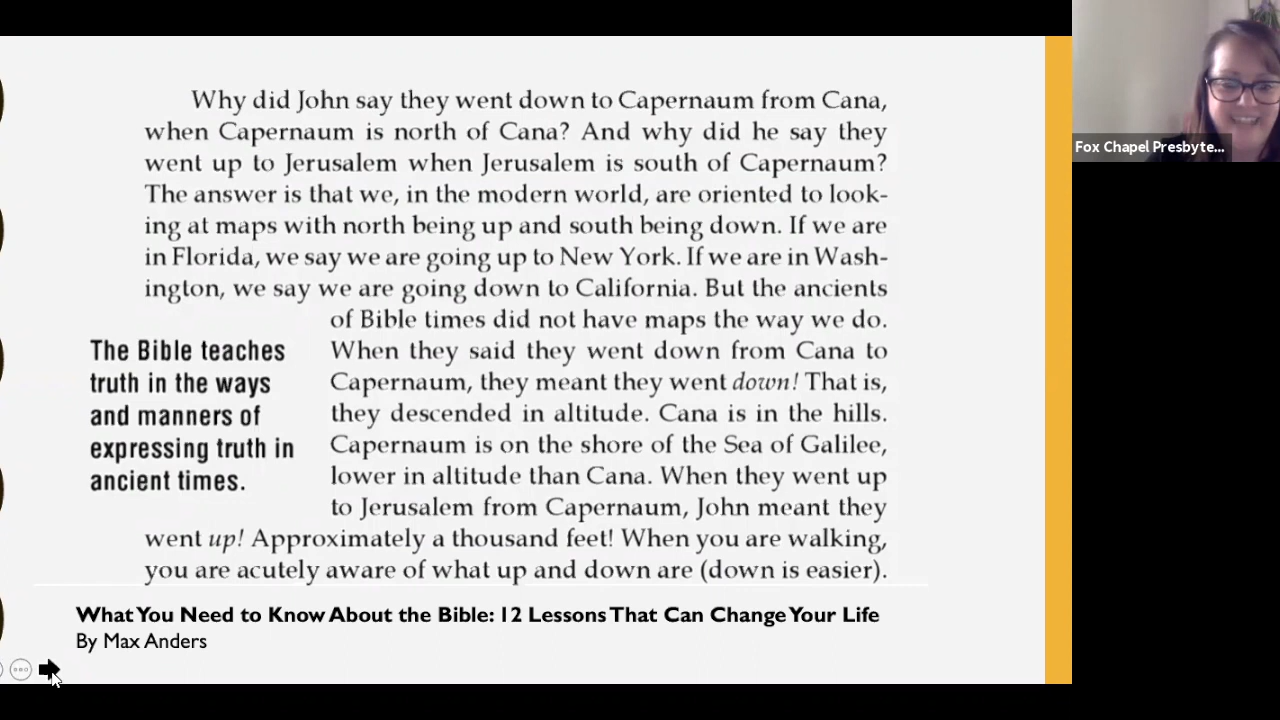 Why did John say they went down to Capernaum from Cana,
when Capernaum is north of Cana? And why did he say they
went up to Jerusalem when Jerusalem is south of Capernaum?
The answer is that we, in the modern world, are oriented to look-
ing at maps with north being up and south being down. If we are
in Florida, we say we are going up to New York. If we are in Wash-
ington, we say we are going down to California. But the ancients
of Bible times did not have maps the way we do.
When they said they went down from Cana to
Capernaum, they meant they went down! That is,
they descended in altitude. Cana is in the hills.
Capernaum is on the shore of the Sea of Galilee,
lower in altitude than Cana. When they went up
to Jerusalem from Capernaum, John meant they
went up! Approximately a thousand feet! When you are walking,
you are acutely aware of what up and down are (down is easier).
The Bible teaches
truth in the ways
and manners of
expressing truth in
ancient times.
What You Need to Know About the Bible: 12 Lessons That Can Change Your Life
By Max Anders
Fox Chapel Presbyte...